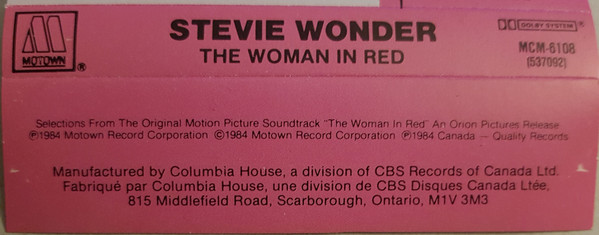 STEVIE WONDER
THE WOMAN IN RED
MOTOWN ®
DOLBY SYSTEM ®
MCM-6108
(537092)
Selections From The Original Motion Picture Soundtrack "The Woman In Red" An Orion Pictures Release
℗1984 Motown Record Corporation ©1984 Motown Record Corporation ℗1984 Canada — Quality Records
Manufactured by Columbia House, a division of CBS Records of Canada Ltd.
Fabriqué par Columbia House, une division de CBS Disques Canada Ltée,
815 Middlefield Road, Scarborough, Ontario, M1V 3M3